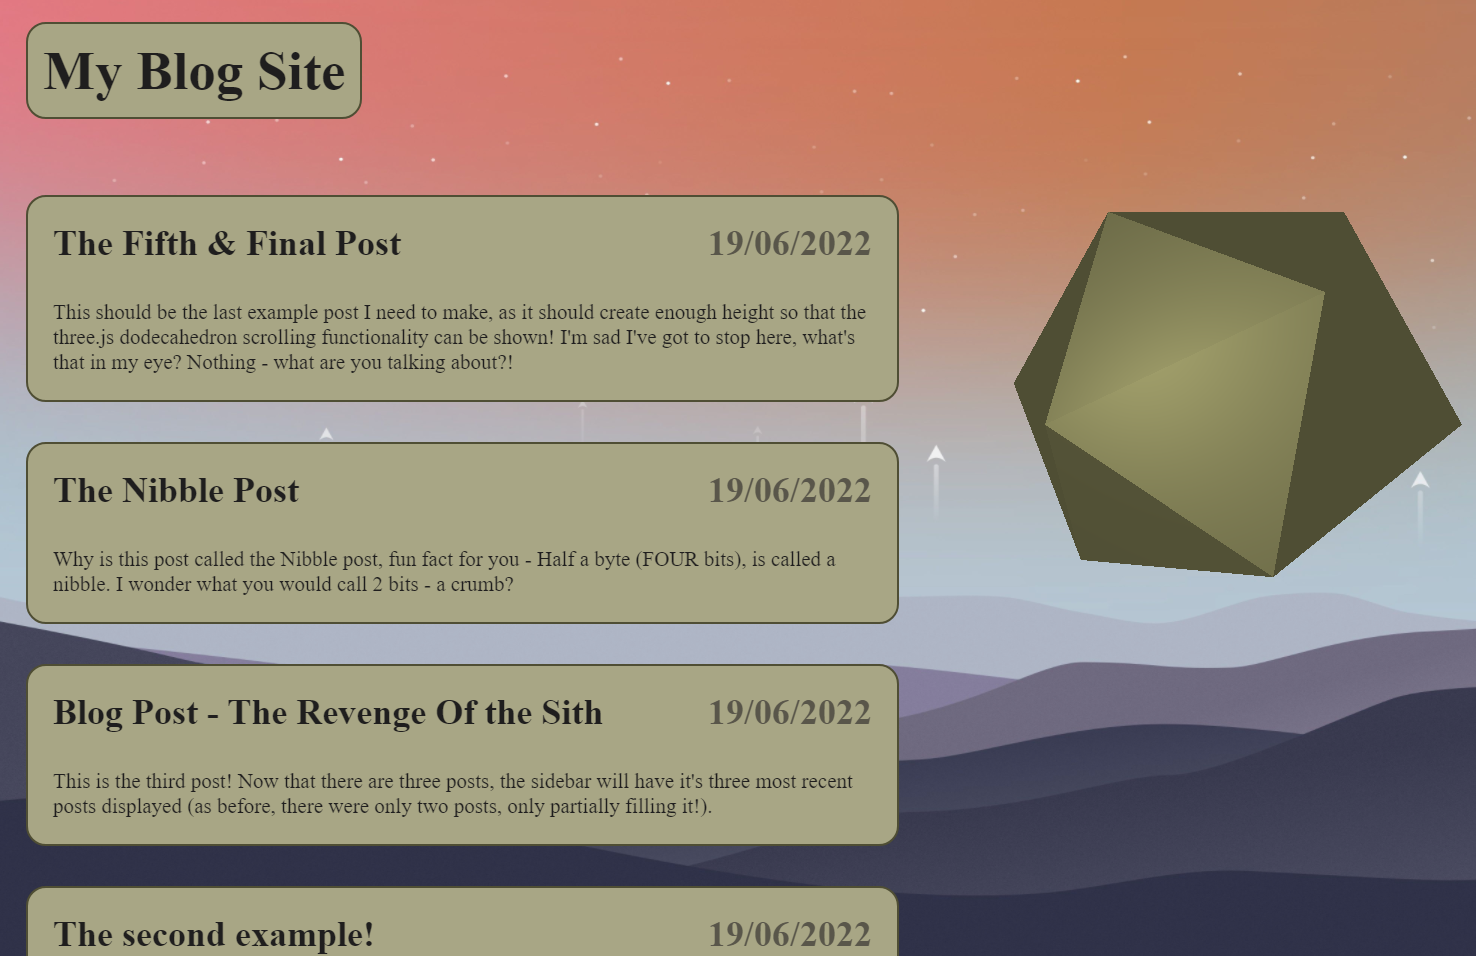 My Blog Site
The Fifth & Final Post 19/06/2022
This should be the last example post I need to make, as it should create enough height so that the
three.js dodecahedron scrolling functionality can be shown! I'm sad I've got to stop here, what's
that in my eye? Nothing - what are you talking about?!
The Nibble Post 19/06/2022
Why is this post called the Nibble post, fun fact for you - Half a byte (FOUR bits), is called a
nibble. I wonder what you would call 2 bits - a crumb?
Blog Post - The Revenge Of the Sith 19/06/2022
This is the third post! Now that there are three posts, the sidebar will have it's three most recent
posts displayed (as before, there were only two posts, only partially filling it!).
The second example! 19/06/2022